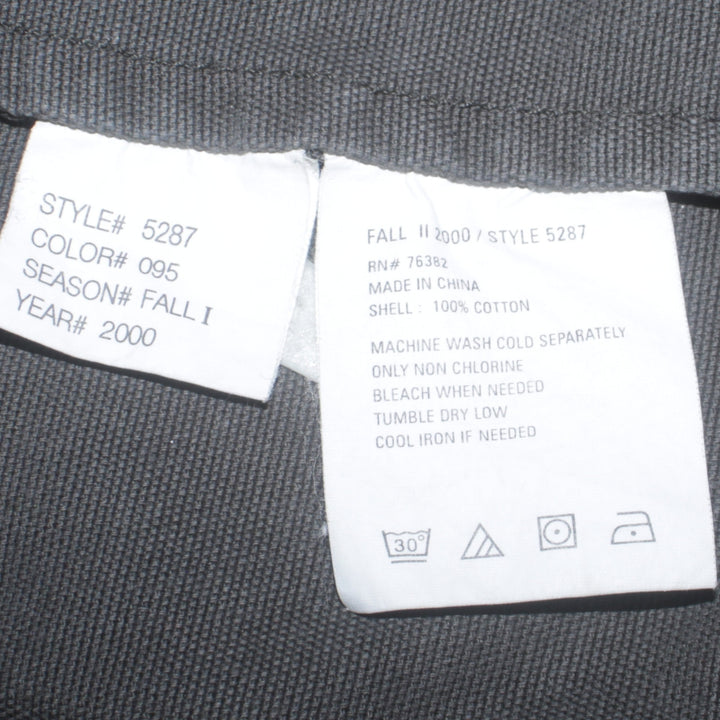 STYLE# 5287
COLOR# 095
SEASON# FALL I
YEAR# 2000
FALL II 2000 / STYLE 5287
RN# 76382
MADE IN CHINA
SHELL : 100% COTTON
MACHINE WASH COLD SEPARATELY
ONLY NON CHLORINE
BLEACH WHEN NEEDED
TUMBLE DRY LOW
COOL IRON IF NEEDED
30°